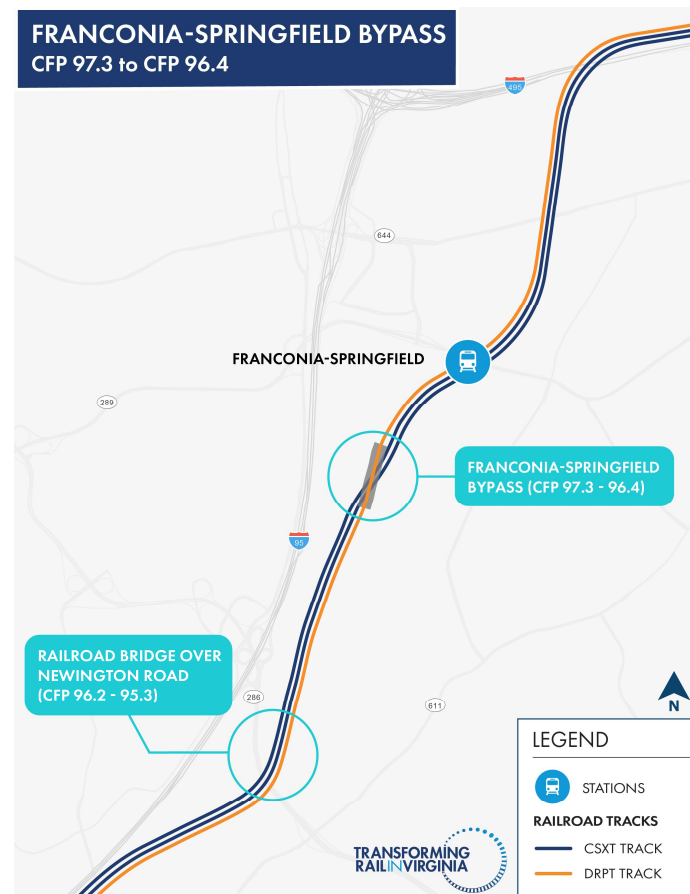 FRANCONIA-SPRINGFIELD BYPASS
CFP 97.3 to CFP 96.4
495
644
FRANCONIA-SPRINGFIELD
289
FRANCONIA-SPRINGFIELD
BYPASS (CFP 97.3 - 96.4)
95
RAILROAD BRIDGE OVER
NEWINGTON ROAD
(CFP 96.2 - 95.3)
286
611
N
LEGEND
STATIONS
RAILROAD TRACKS
CSXT TRACK
DRPT TRACK
TRANSFORMING
RAILINVIRGINIA